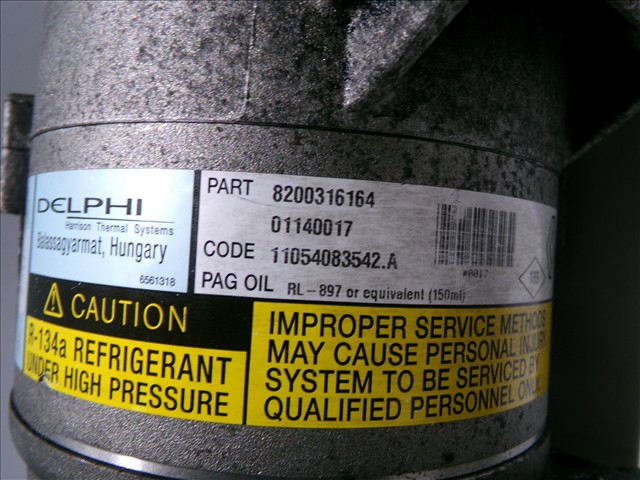 DELPHI
Harrison Thermal Systems
Balassagyarmat, Hungary
6561318
PART 8200316164
01140017
CODE 11054083542.A
PAG OIL RL-897 or equivalent (150ml)
*0017
CAUTION
R-134a REFRIGERANT
UNDER HIGH PRESSURE
IMPROPER SERVICE METHODS
MAY CAUSE PERSONAL INJURY
SYSTEM TO BE SERVICED BY
QUALIFIED PERSONNEL ONLY